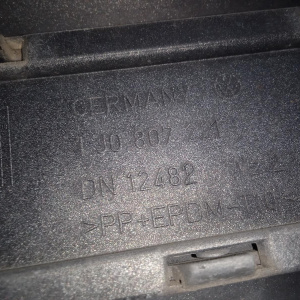 GERMANY
1J0 807 221
DN 12482
>PP+EPDM-T